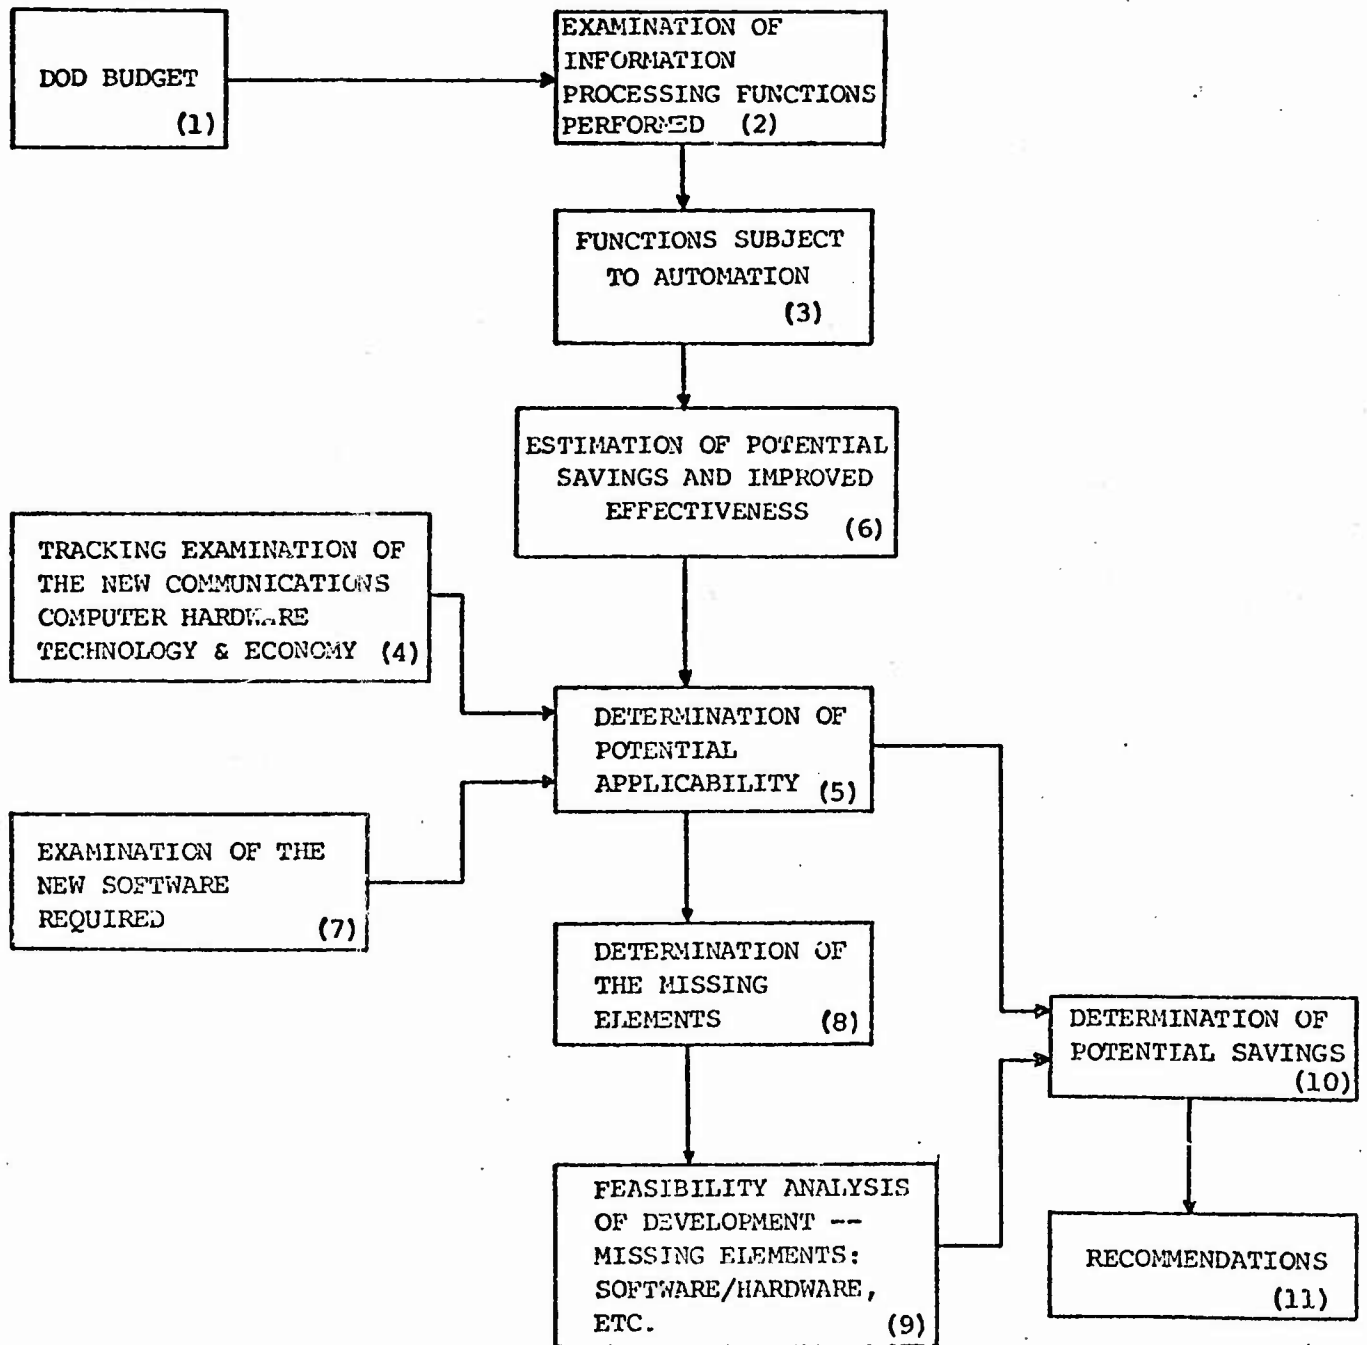 DOD BUDGET
(1)
EXAMINATION OF
INFORMATION
PROCESSING FUNCTIONS
PERFORMED (2)
FUNCTIONS SUBJECT
TO AUTOMATION
(3)
ESTIMATION OF POTENTIAL
SAVINGS AND IMPROVED
EFFECTIVENESS
(6)
TRACKING EXAMINATION OF
THE NEW COMMUNICATIONS
COMPUTER HARDWARE
TECHNOLOGY & ECONOMY (4)
DETERMINATION OF
POTENTIAL
APPLICABILITY (5)
EXAMINATION OF THE
NEW SOFTWARE
REQUIRED (7)
DETERMINATION OF
THE MISSING
ELEMENTS (8)
DETERMINATION OF
POTENTIAL SAVINGS
(10)
FEASIBILITY ANALYSIS
OF DEVELOPMENT --
MISSING ELEMENTS:
SOFTWARE/HARDWARE,
ETC. (9)
RECOMMENDATIONS
(11)